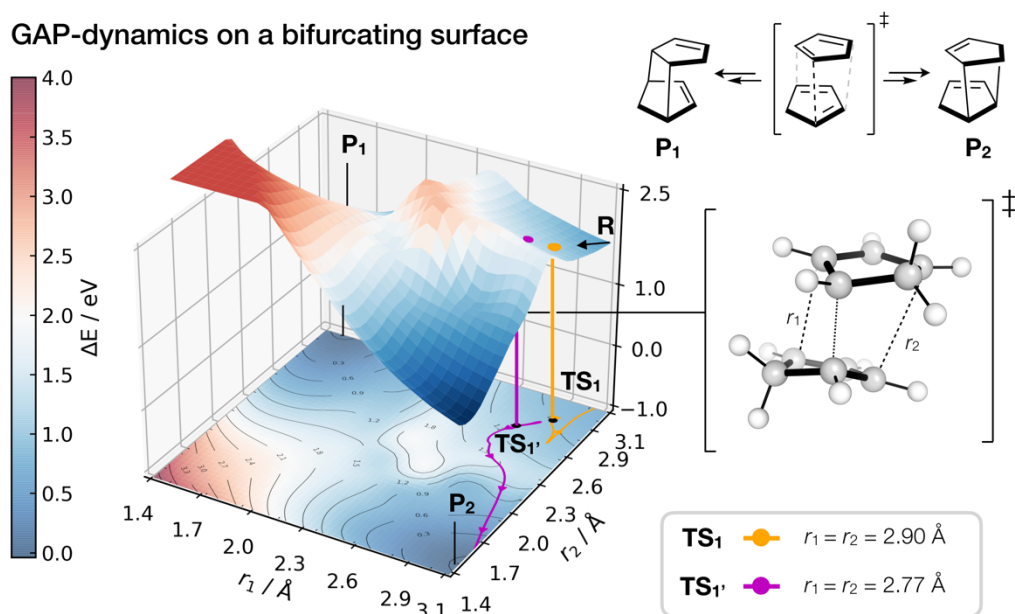 GAP-dynamics on a bifurcating surface
4.0
3.5
3.0
2.5
2.0
1.5
1.0
0.5
0.0
ΔE / eV
P₁
R
TS₁
TS₁'
P₂
2.5
1.0
0.0
−1.0
1.4
1.7
2.0
2.3
2.6
2.9
3.1
r₁ / Å
1.4
1.7
2.0
2.3
2.6
2.9
3.1
r₂ / Å
‡
P₁
P₂
‡
r₁
r₂
TS₁ r₁ = r₂ = 2.90 Å
TS₁' r₁ = r₂ = 2.77 Å